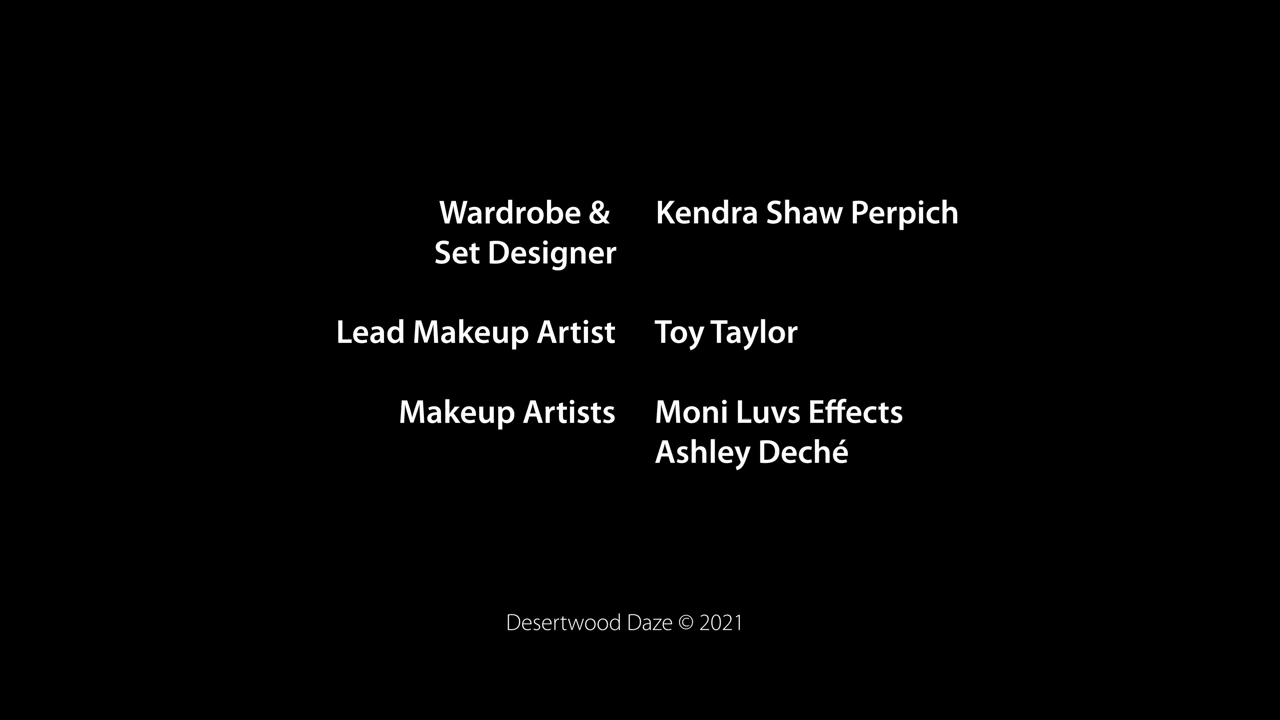 Wardrobe & Kendra Shaw Perpich
Set Designer
Lead Makeup Artist Toy Taylor
Makeup Artists Moni Luvs Effects
Ashley Deché
Desertwood Daze © 2021